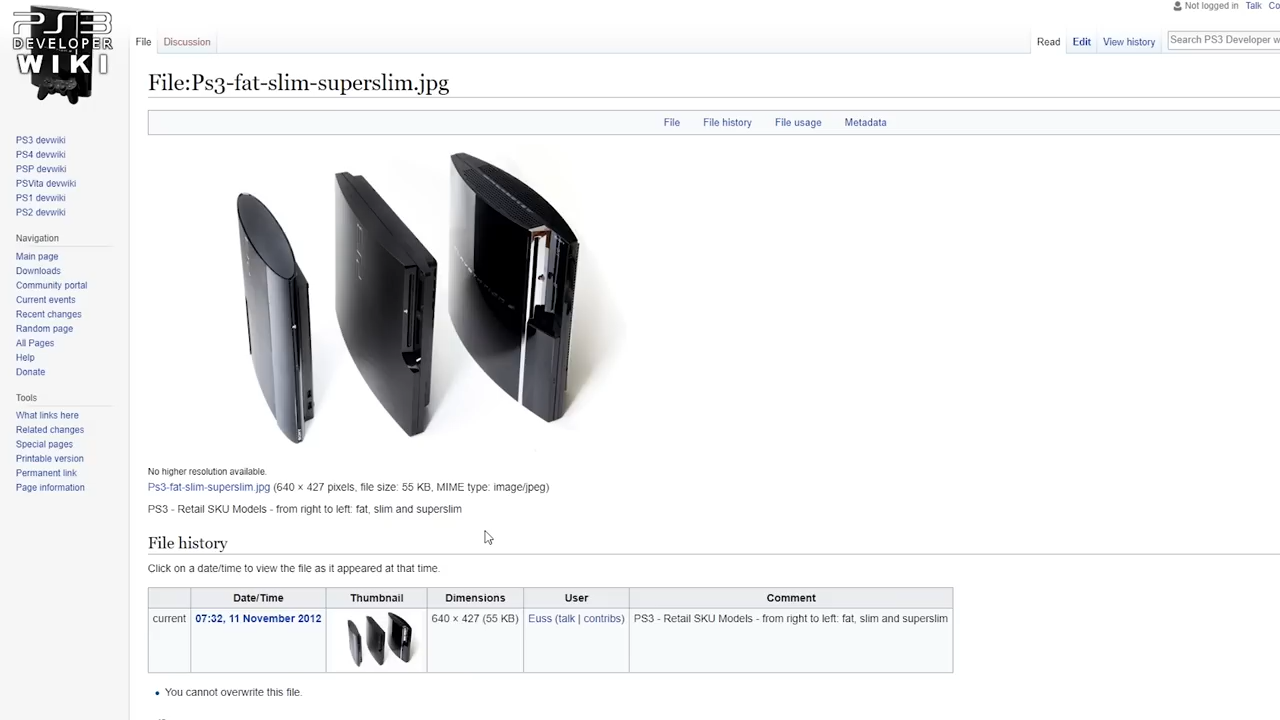 Not logged in Talk
PS3
DEVELOPER
WIKI
File Discussion Read Edit View history Search PS3 Developer
File:Ps3-fat-slim-superslim.jpg
File File history File usage Metadata
PS3 devwiki
PS4 devwiki
PSP devwiki
PSVita devwiki
PS1 devwiki
PS2 devwiki
Navigation
Main page
Downloads
Community portal
Current events
Recent changes
Random page
All Pages
Help
Donate
Tools
What links here
Related changes
Special pages
Printable version
Permanent link
Page information
No higher resolution available.
Ps3-fat-slim-superslim.jpg (640 × 427 pixels, file size: 55 KB, MIME type: image/jpeg)
PS3 - Retail SKU Models - from right to left: fat, slim and superslim
File history
Click on a date/time to view the file as it appeared at that time.
Date/Time Thumbnail Dimensions User Comment
current 07:32, 11 November 2012 640 × 427 (55 KB) Euss (talk | contribs) PS3 - Retail SKU Models - from right to left: fat, slim and superslim
• You cannot overwrite this file.